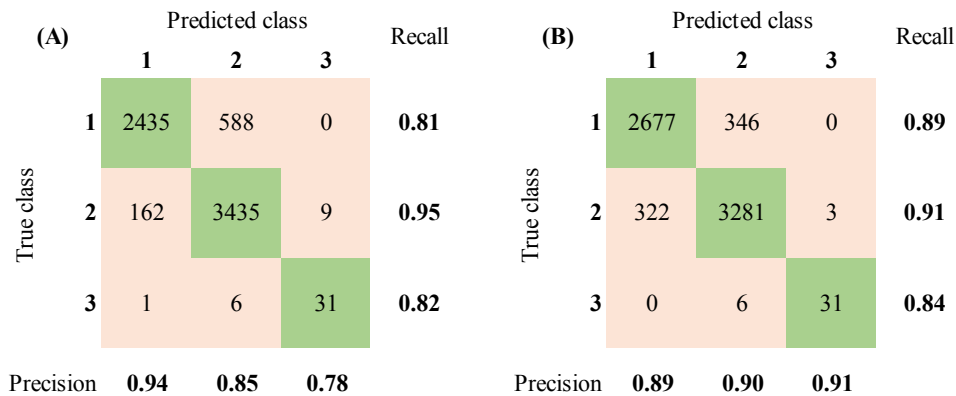 (A)
Predicted class
Recall
1 2 3
1 2435 588 0 0.81
True class
2 162 3435 9 0.95
3 1 6 31 0.82
Precision 0.94 0.85 0.78
(B)
Predicted class
Recall
1 2 3
1 2677 346 0 0.89
True class
2 322 3281 3 0.91
3 0 6 31 0.84
Precision 0.89 0.90 0.91